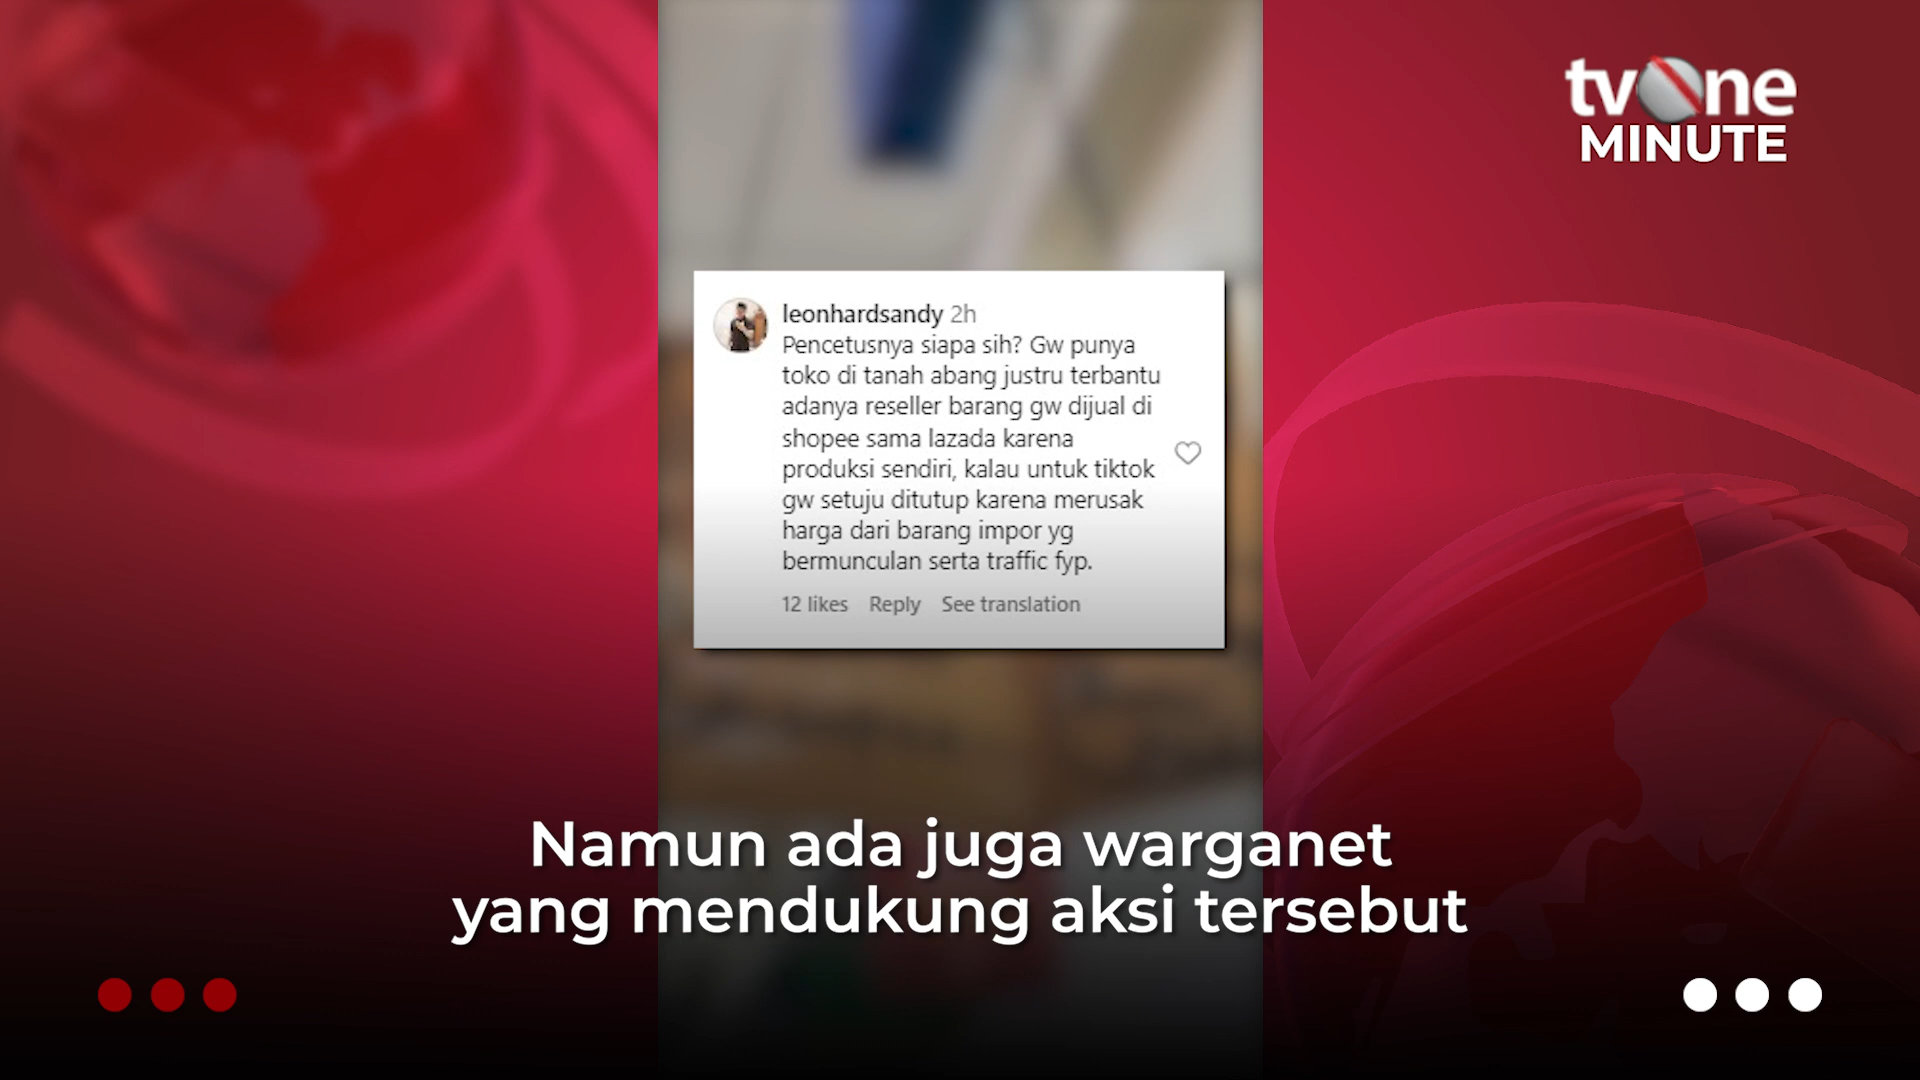 tvOne
MINUTE
leonhardsandy 2h
Pencetusnya siapa sih? Gw punya
toko di tanah abang justru terbantu
adanya reseller barang gw dijual di
shopee sama lazada karena
produksi sendiri, kalau untuk tiktok
gw setuju ditutup karena merusak
harga dari barang impor yg
bermunculan serta traffic fyp.
12 likes Reply See translation
Namun ada juga warganet
yang mendukung aksi tersebut